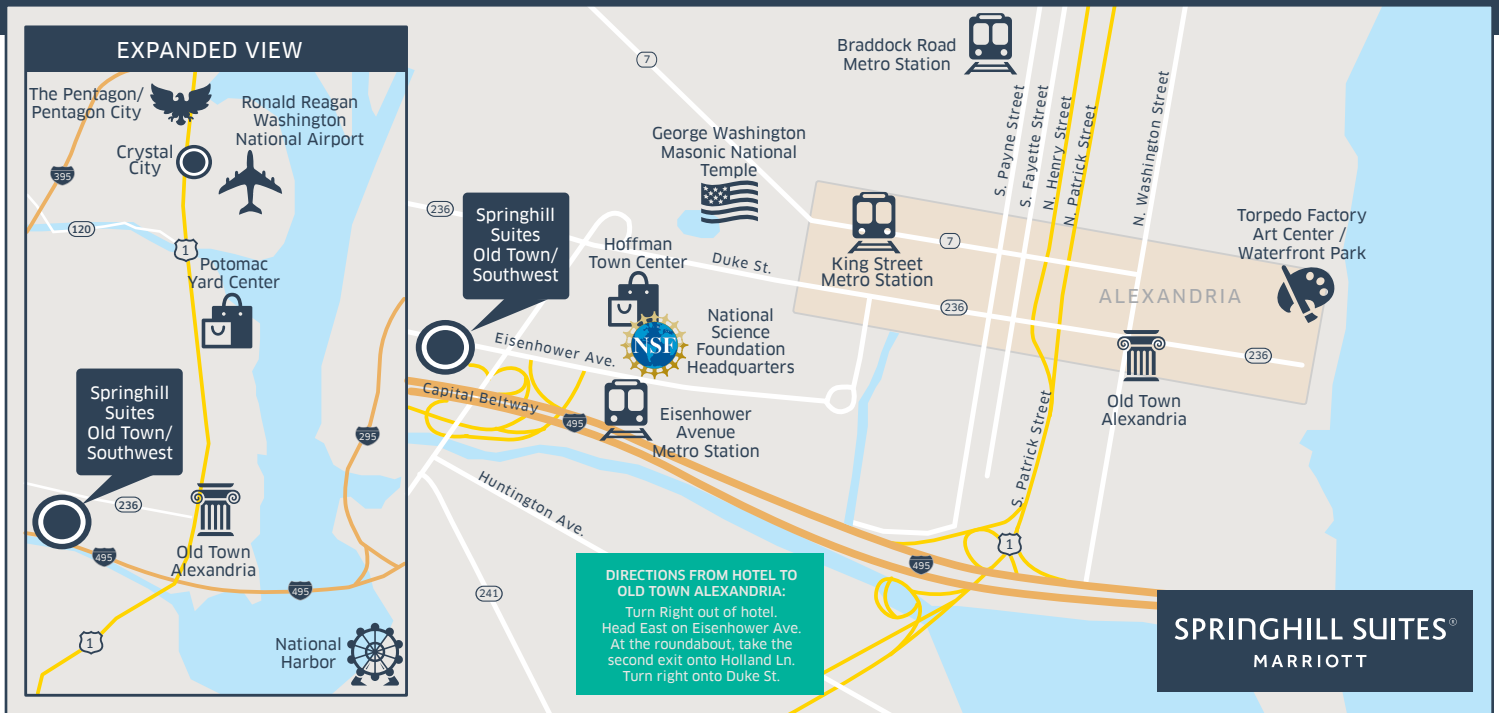 EXPANDED VIEW
The Pentagon/
Pentagon City
Ronald Reagan
Washington
National Airport
Crystal
City
395
120
1
Potomac
Yard Center
295
Springhill
Suites
Old Town/
Southwest
236
Old Town
Alexandria
495
495
1
National
Harbor
7
Braddock Road
Metro Station
George Washington
Masonic National
Temple
236
Springhill
Suites
Old Town/
Southwest
Hoffman
Town Center
Duke St.
King Street
Metro Station
7
S. Payne Street
S. Fayette Street
N. Henry Street
N. Patrick Street
N. Washington Street
Torpedo Factory
Art Center /
Waterfront Park
ALEXANDRIA
236
236
NSF
National
Science
Foundation
Headquarters
Eisenhower Ave.
Capital Beltway
495
Eisenhower
Avenue
Metro Station
Old Town
Alexandria
S. Patrick Street
Huntington Ave.
241
1
495
DIRECTIONS FROM HOTEL TO
OLD TOWN ALEXANDRIA:
Turn Right out of hotel.
Head East on Eisenhower Ave.
At the roundabout, take the
second exit onto Holland Ln.
Turn right onto Duke St.
SPRINGHILL SUITES®
MARRIOTT